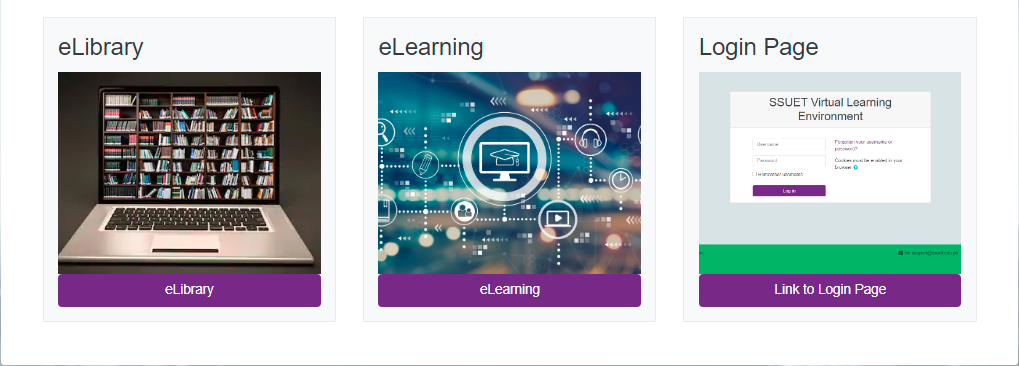 eLibrary
eLearning
Login Page
SSUET Virtual Learning
Environment
Username
Forgotten your username or
password?
Password
Cookies must be enabled in your
browser
Remember username
Log in
eLibrary
eLearning
Link to Login Page